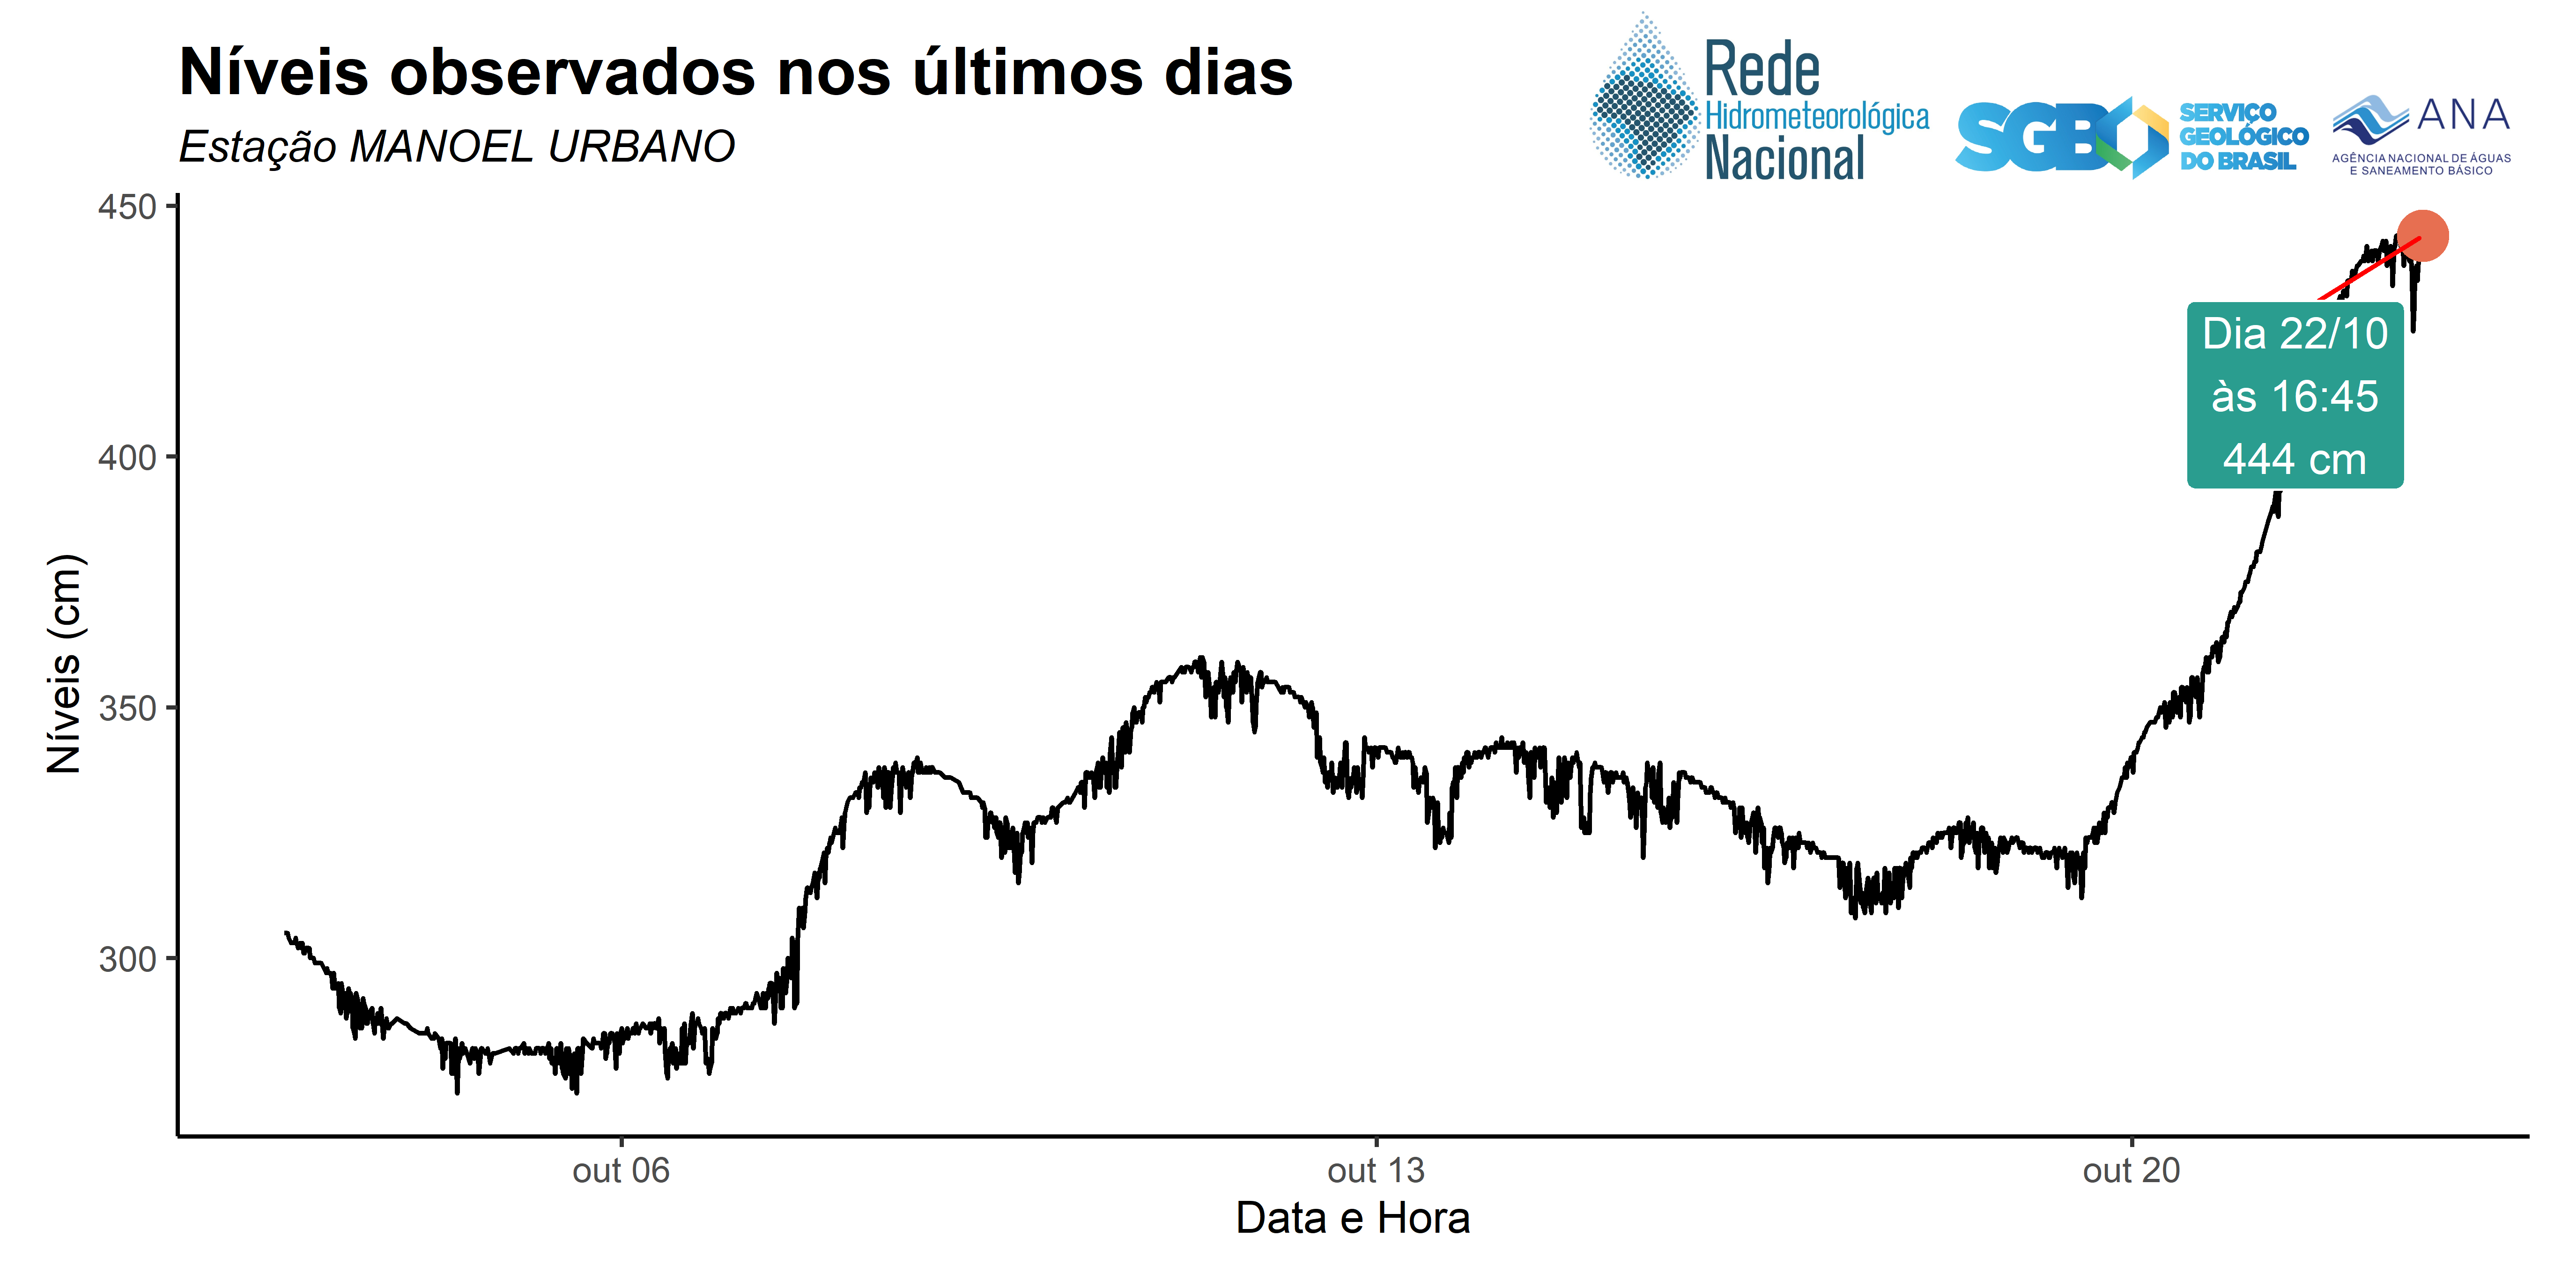 Níveis observados nos últimos dias
Estação MANOEL URBANO
Rede
Hidrometeorológica
Nacional
SGB
SERVIÇO
GEOLÓGICO
DO BRASIL
ANA
AGÊNCIA NACIONAL DE ÁGUAS
E SANEAMENTO BÁSICO
450
400
350
300
Níveis (cm)
Dia 22/10
às 16:45
444 cm
out 06
out 13
out 20
Data e Hora